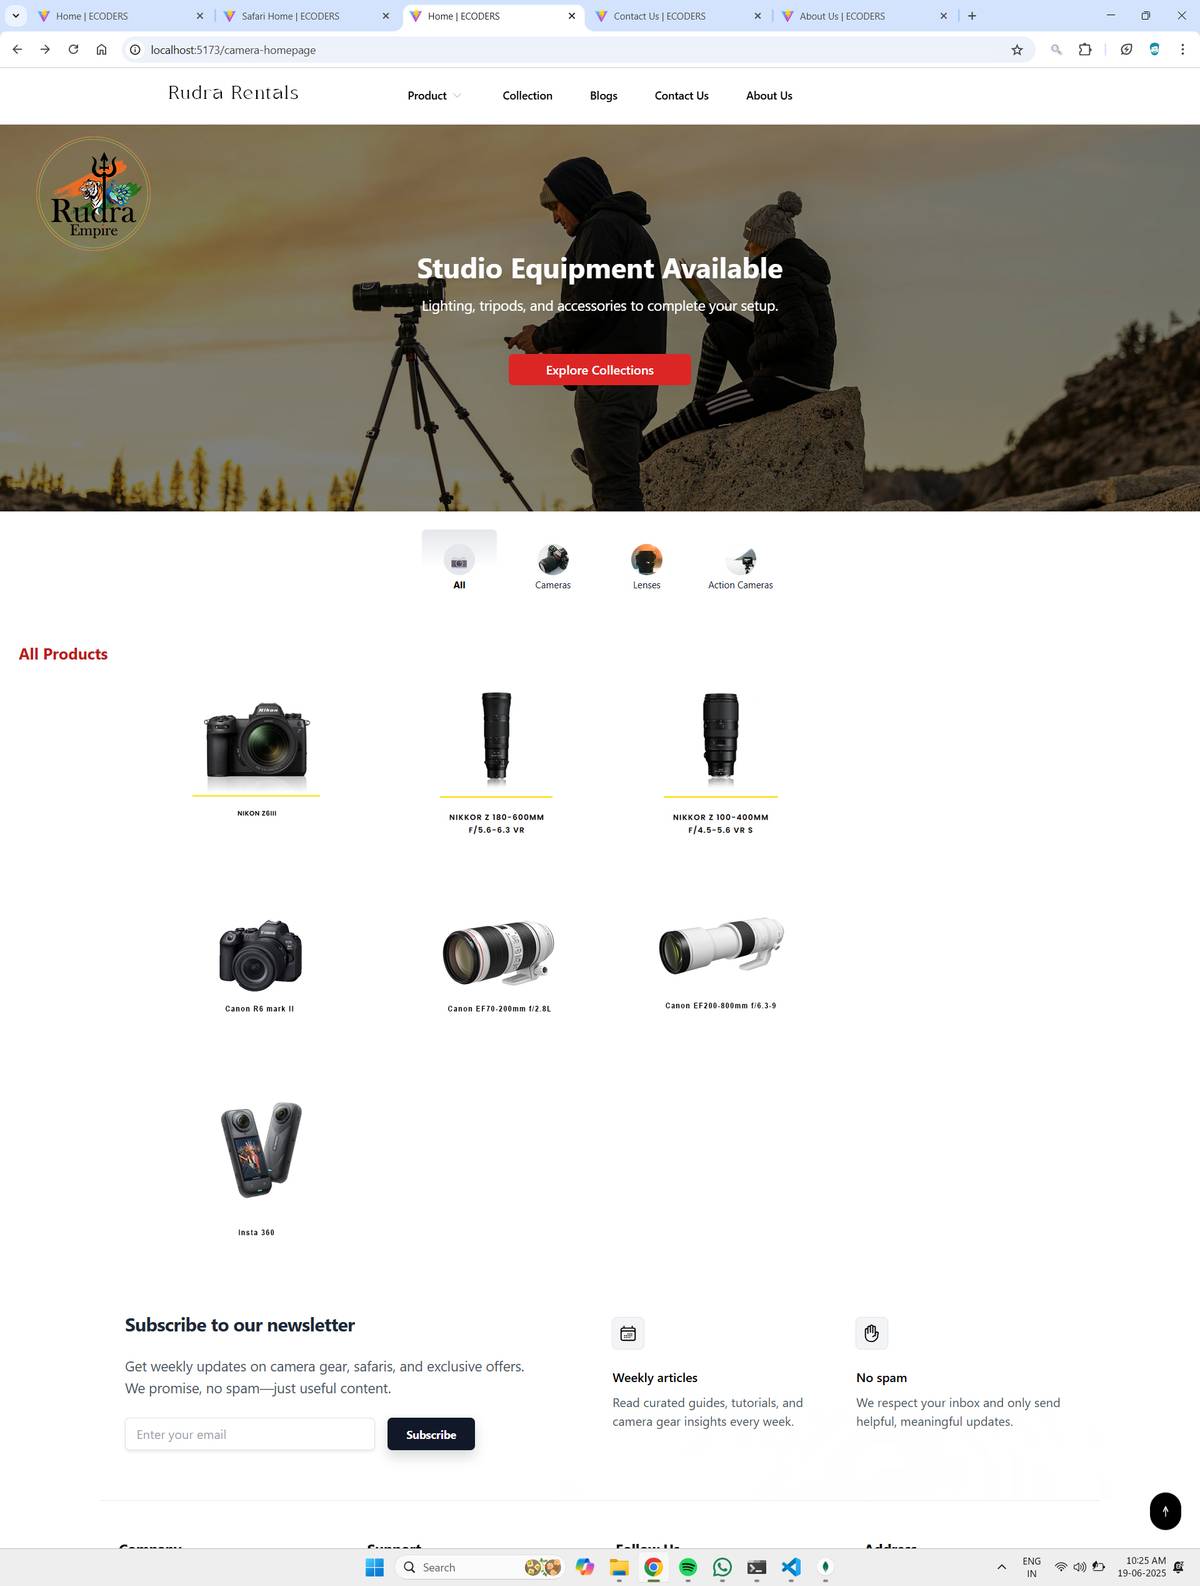 Home | ECODERS
Safari Home | ECODERS
Home | ECODERS
Contact Us | ECODERS
About Us | ECODERS
localhost:5173/camera-homepage
Rudra Rentals
Product
Collection
Blogs
Contact Us
About Us
Rudra
Empire
Studio Equipment Available
Lighting, tripods, and accessories to complete your setup.
Explore Collections
All
Cameras
Lenses
Action Cameras
All Products
Nikon
NIKON Z6III
NIKKOR Z 180-600MM
F/5.6-6.3 VR
NIKKOR Z 100-400MM
F/4.5-5.6 VR S
Canon R6 mark II
Canon EF70-200mm f/2.8L
Canon EF200-800mm f/6.3-9
Insta 360
Subscribe to our newsletter
Get weekly updates on camera gear, safaris, and exclusive offers.
We promise, no spam—just useful content.
Enter your email
Subscribe
Weekly articles
Read curated guides, tutorials, and
camera gear insights every week.
No spam
We respect your inbox and only send
helpful, meaningful updates.
Company
Support
Follow Us
Address
Search
ENG
IN
10:25 AM
19-06-2025